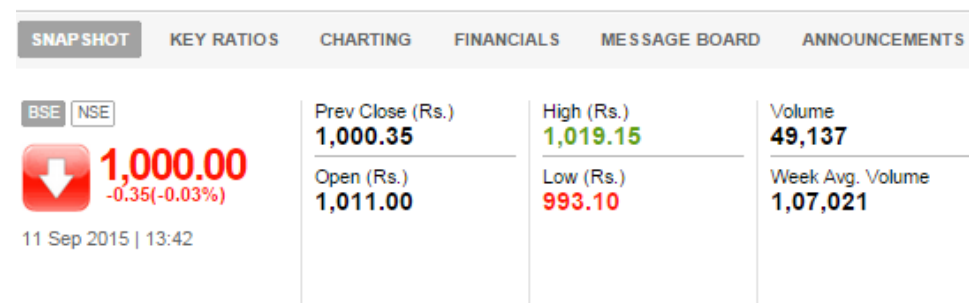 SNAPSHOT KEY RATIOS CHARTING FINANCIALS MESSAGE BOARD ANNOUNCEMENTS
BSE NSE
1,000.00
-0.35(-0.03%)
11 Sep 2015 | 13:42
Prev Close (Rs.)
1,000.35
Open (Rs.)
1,011.00
High (Rs.)
1,019.15
Low (Rs.)
993.10
Volume
49,137
Week Avg. Volume
1,07,021